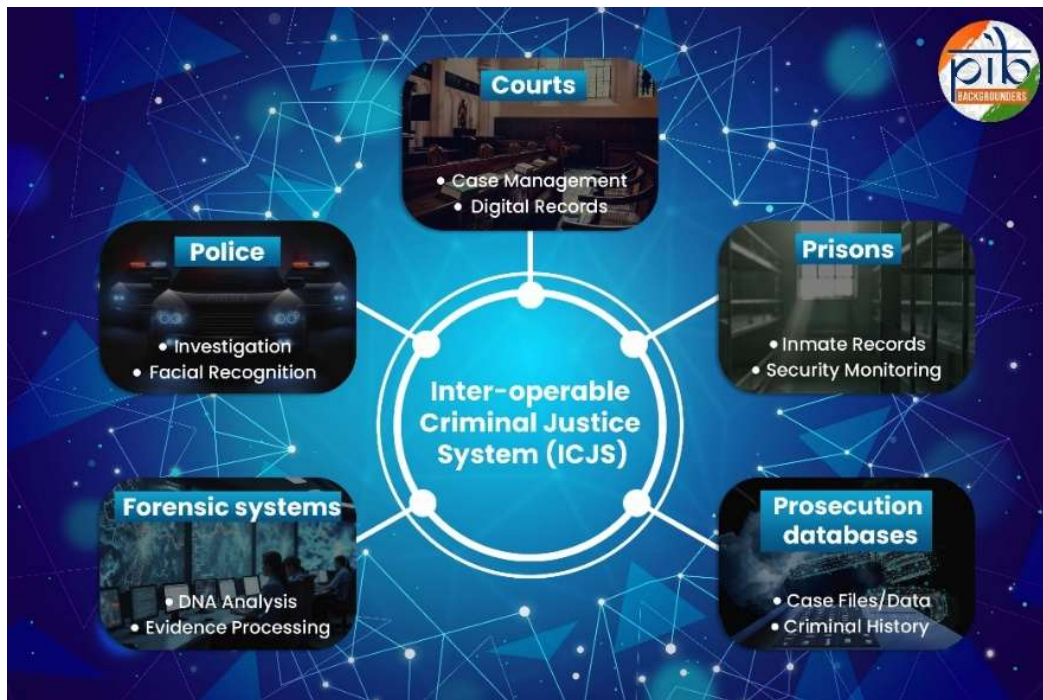 पिब
BACKGROUNDERS
Courts
• Case Management
• Digital Records
Police
• Investigation
• Facial Recognition
Prisons
• Inmate Records
• Security Monitoring
Inter-operable
Criminal Justice
System (ICJS)
Forensic systems
• DNA Analysis
• Evidence Processing
Prosecution
databases
• Case Files/Data
• Criminal History